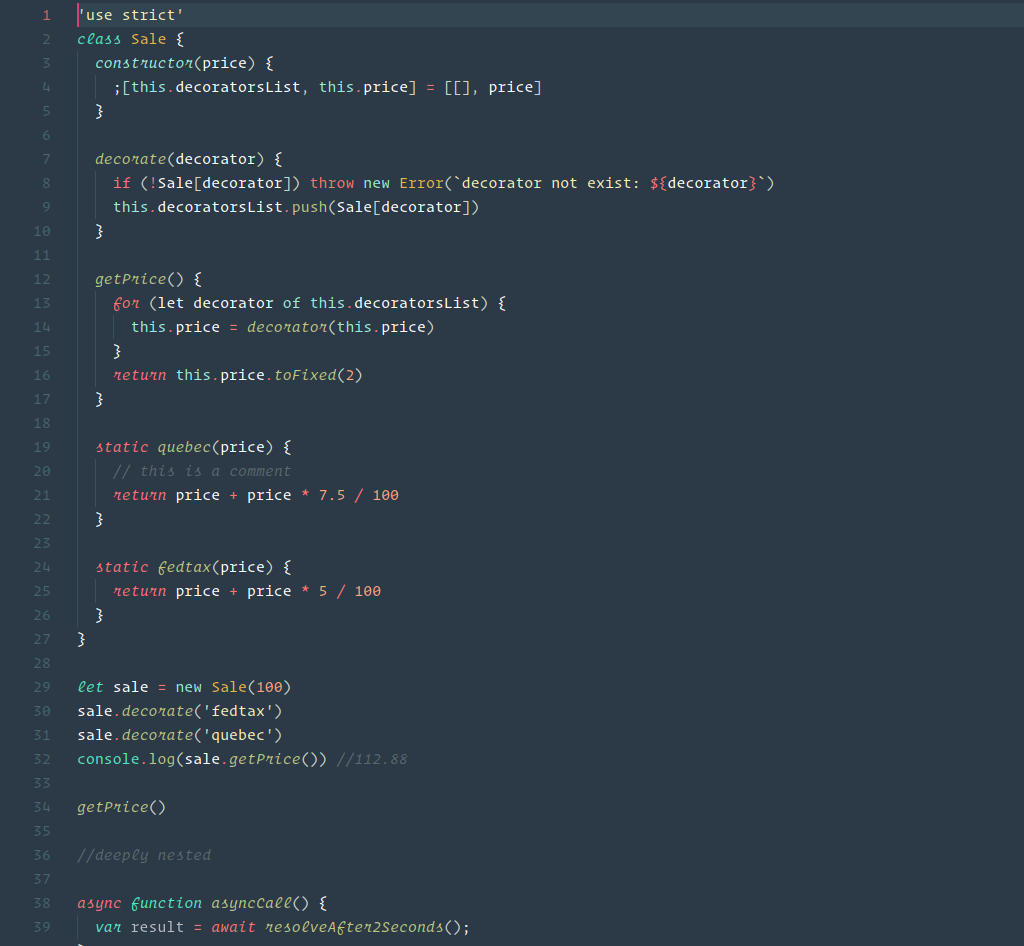 1 'use strict'
2 class Sale {
3 constructor(price) {
4 ;[this.decoratorsList, this.price] = [[], price]
5 }
6
7 decorate(decorator) {
8 if (!Sale[decorator]) throw new Error(`decorator not exist: ${decorator}`)
9 this.decoratorsList.push(Sale[decorator])
10 }
11
12 getPrice() {
13 for (let decorator of this.decoratorsList) {
14 this.price = decorator(this.price)
15 }
16 return this.price.toFixed(2)
17 }
18
19 static quebec(price) {
20 // this is a comment
21 return price + price * 7.5 / 100
22 }
23
24 static fedtax(price) {
25 return price + price * 5 / 100
26 }
27 }
28
29 let sale = new Sale(100)
30 sale.decorate('fedtax')
31 sale.decorate('quebec')
32 console.log(sale.getPrice()) //112.88
33
34 getPrice()
35
36 //deeply nested
37
38 async function asyncCall() {
39 var result = await resolveAfter2Seconds();